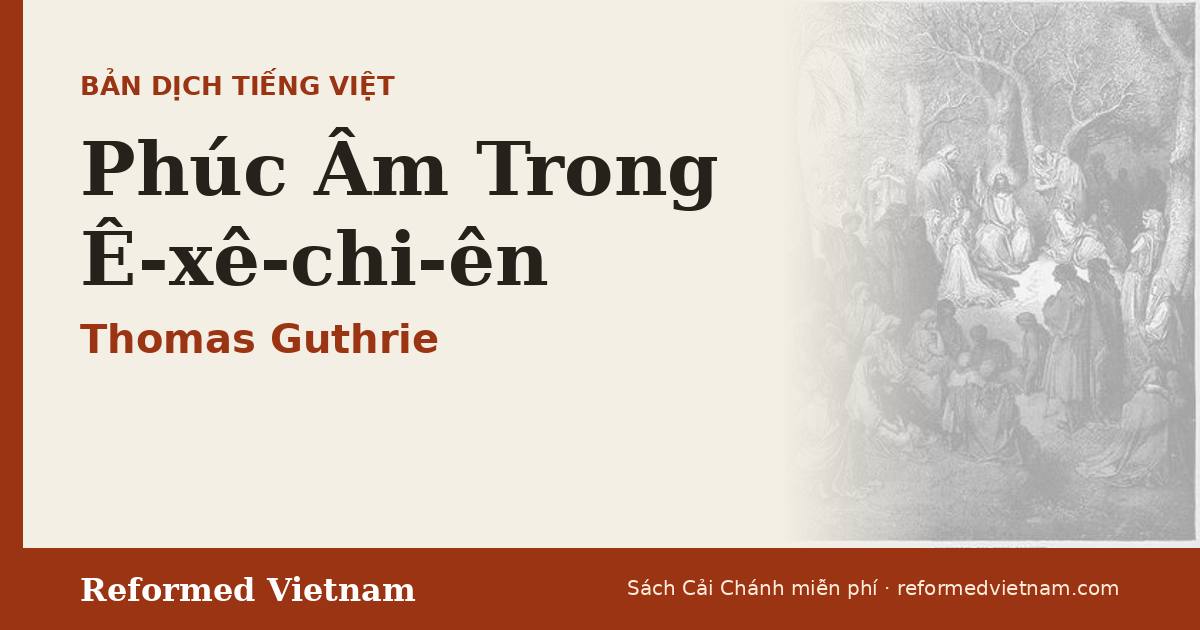 BẢN DỊCH TIẾNG VIỆT
Phúc Âm Trong
Ê-xê-chi-ên
Thomas Guthrie
Reformed Vietnam
Sách Cải Chánh miễn phí · reformedvietnam.com